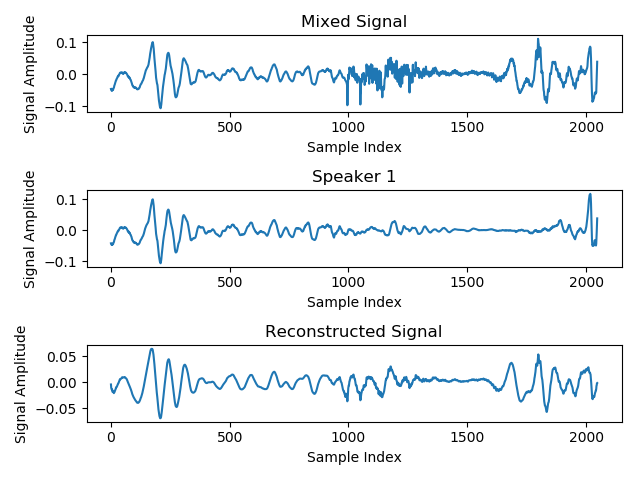 Mixed Signal
Signal Amplitude
0.1
0.0
−0.1
0 500 1000 1500 2000
Sample Index
Speaker 1
Signal Amplitude
0.1
0.0
−0.1
0 500 1000 1500 2000
Sample Index
Reconstructed Signal
Signal Amplitude
0.05
0.00
−0.05
0 500 1000 1500 2000
Sample Index